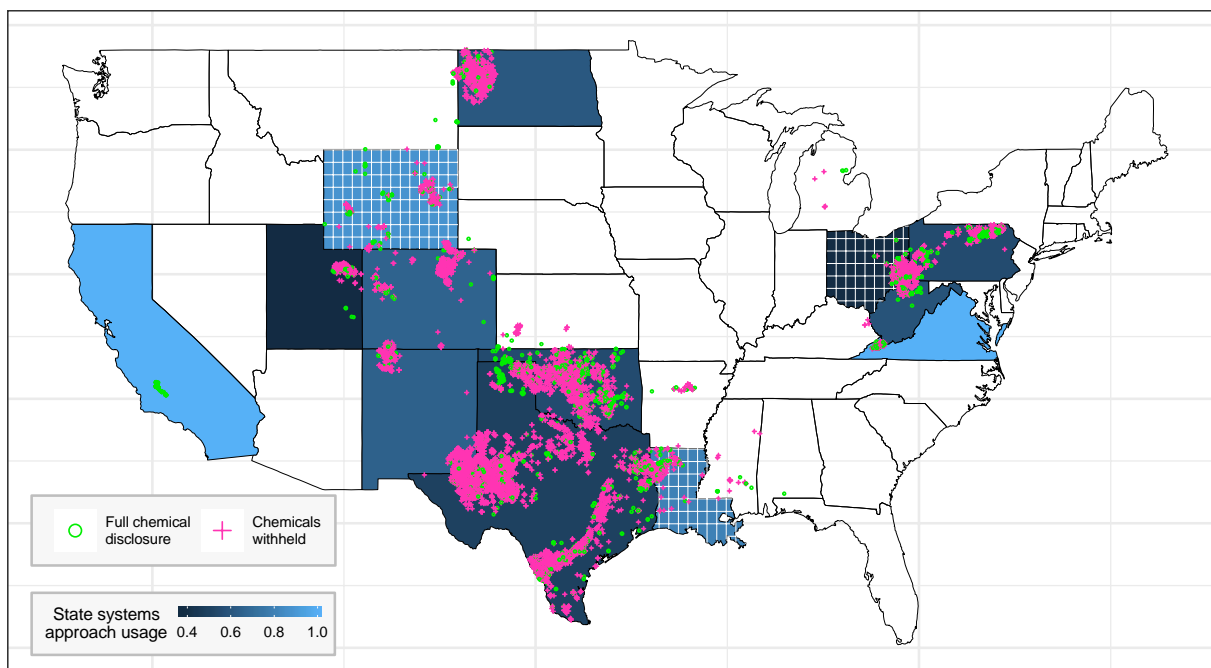 Full chemical
disclosure
Chemicals
withheld
State systems
approach usage
0.4 0.6 0.8 1.0